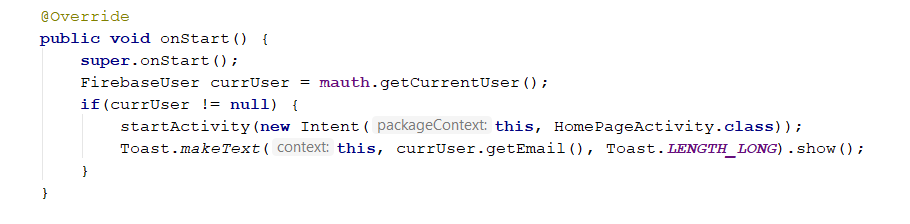 @Override
public void onStart() {
super.onStart();
FirebaseUser currUser = mauth.getCurrentUser();
if(currUser != null) {
startActivity(new Intent( packageContext: this, HomePageActivity.class));
Toast.makeText( context: this, currUser.getEmail(), Toast.LENGTH_LONG).show();
}
}